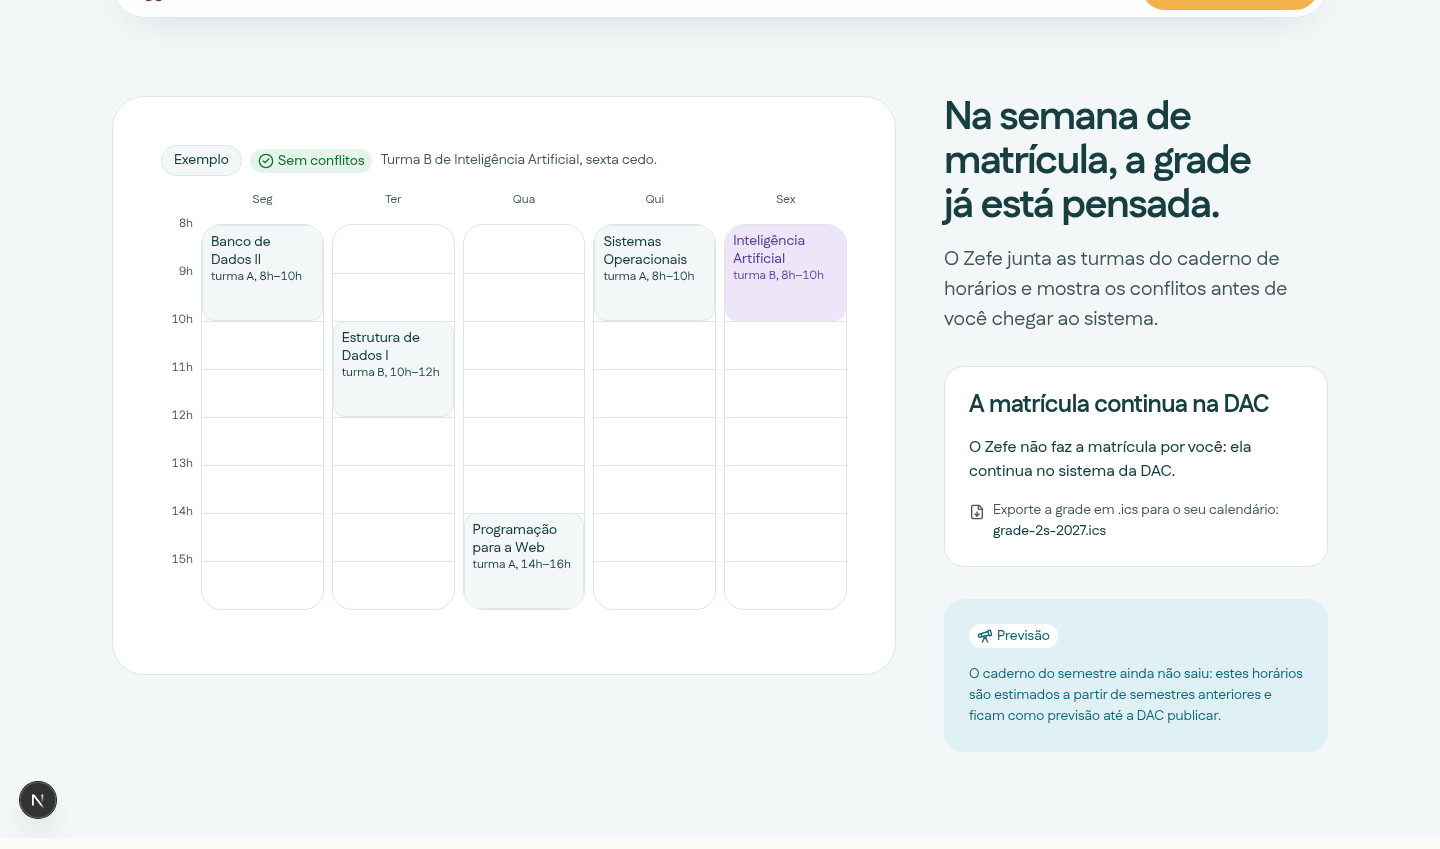 Exemplo
Sem conflitos
Turma B de Inteligência Artificial, sexta cedo.
Seg
Ter
Qua
Qui
Sex
8h
9h
10h
11h
12h
13h
14h
15h
Banco de
Dados II
turma A, 8h–10h
Estrutura de
Dados I
turma B, 10h–12h
Programação
para a Web
turma A, 14h–16h
Sistemas
Operacionais
turma A, 8h–10h
Inteligência
Artificial
turma B, 8h–10h
Na semana de
matrícula, a grade
já está pensada.
O Zefe junta as turmas do caderno de
horários e mostra os conflitos antes de
você chegar ao sistema.
A matrícula continua na DAC
O Zefe não faz a matrícula por você: ela
continua no sistema da DAC.
Exporte a grade em .ics para o seu calendário:
grade-2s-2027.ics
Previsão
O caderno do semestre ainda não saiu: estes horários
são estimados a partir de semestres anteriores e
ficam como previsão até a DAC publicar.
N